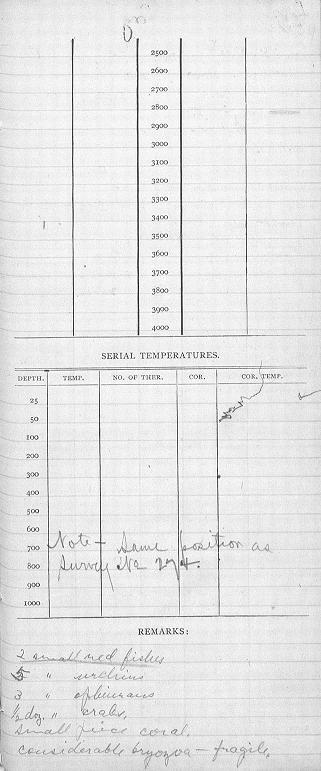 2500
2600
2700
2800
2900
3000
3100
3200
3300
3400
3500
3600
3700
3800
3900
4000
SERIAL TEMPERATURES.
DEPTH. TEMP. NO. OF THER. COR. COR. TEMP.
25
50
100
200
300
400
500
600
700
800
900
1000
Note - Same position as
Survey No 274.
REMARKS:
2 small red fishes
5 " urchins
3 " ophiurans
½ doz. " crabs,
small piece coral,
considerable bryozoa - fragile,